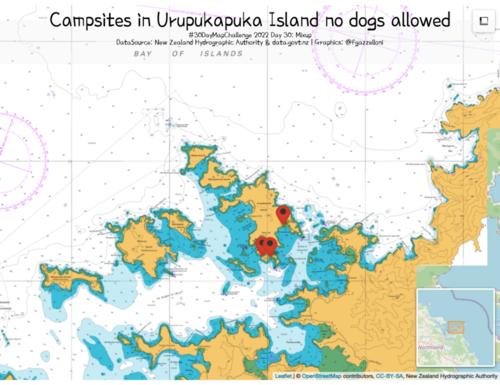 Campsites in Urupukapuka Island no dogs allowed
#30DayMapChallenge 2022 Day 30: Mixup
DataSource: New Zealand Hydrographic Authority & data.govt.nz | Graphics: @fgazzelloni
BAY OF ISLANDS
Northland
Leaflet | © OpenStreetMap contributors, CC-BY-SA, New Zealand Hydrographic Authority